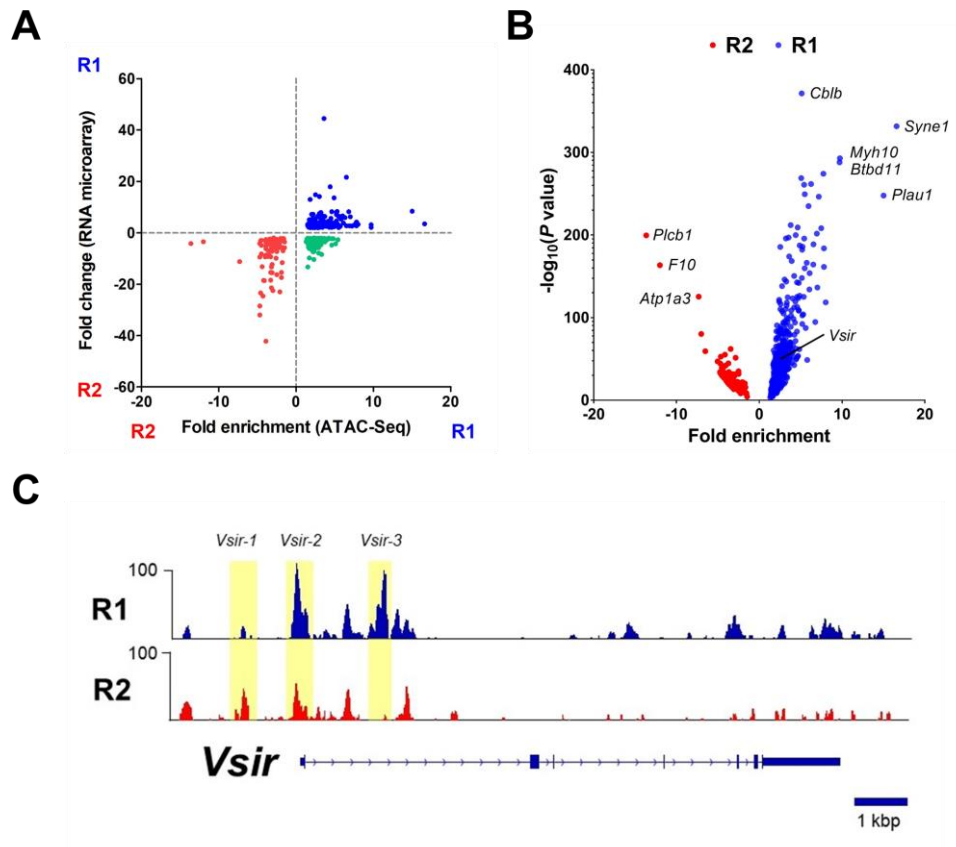 A
R1
Fold change (RNA microarray)
60
40
20
0
-20
-40
-60
R2
-20
-10
0
10
20
R2
Fold enrichment (ATAC-Seq)
R1
B
R2
R1
-log10(P value)
400
300
200
100
0
Cblb
Syne1
Myh10
Btbd11
Plau1
Plcb1
F10
Atp1a3
Vsir
-20
-10
0
10
20
Fold enrichment
C
Vsir-1 Vsir-2 Vsir-3
100
R1
100
R2
Vsir
1 kbp